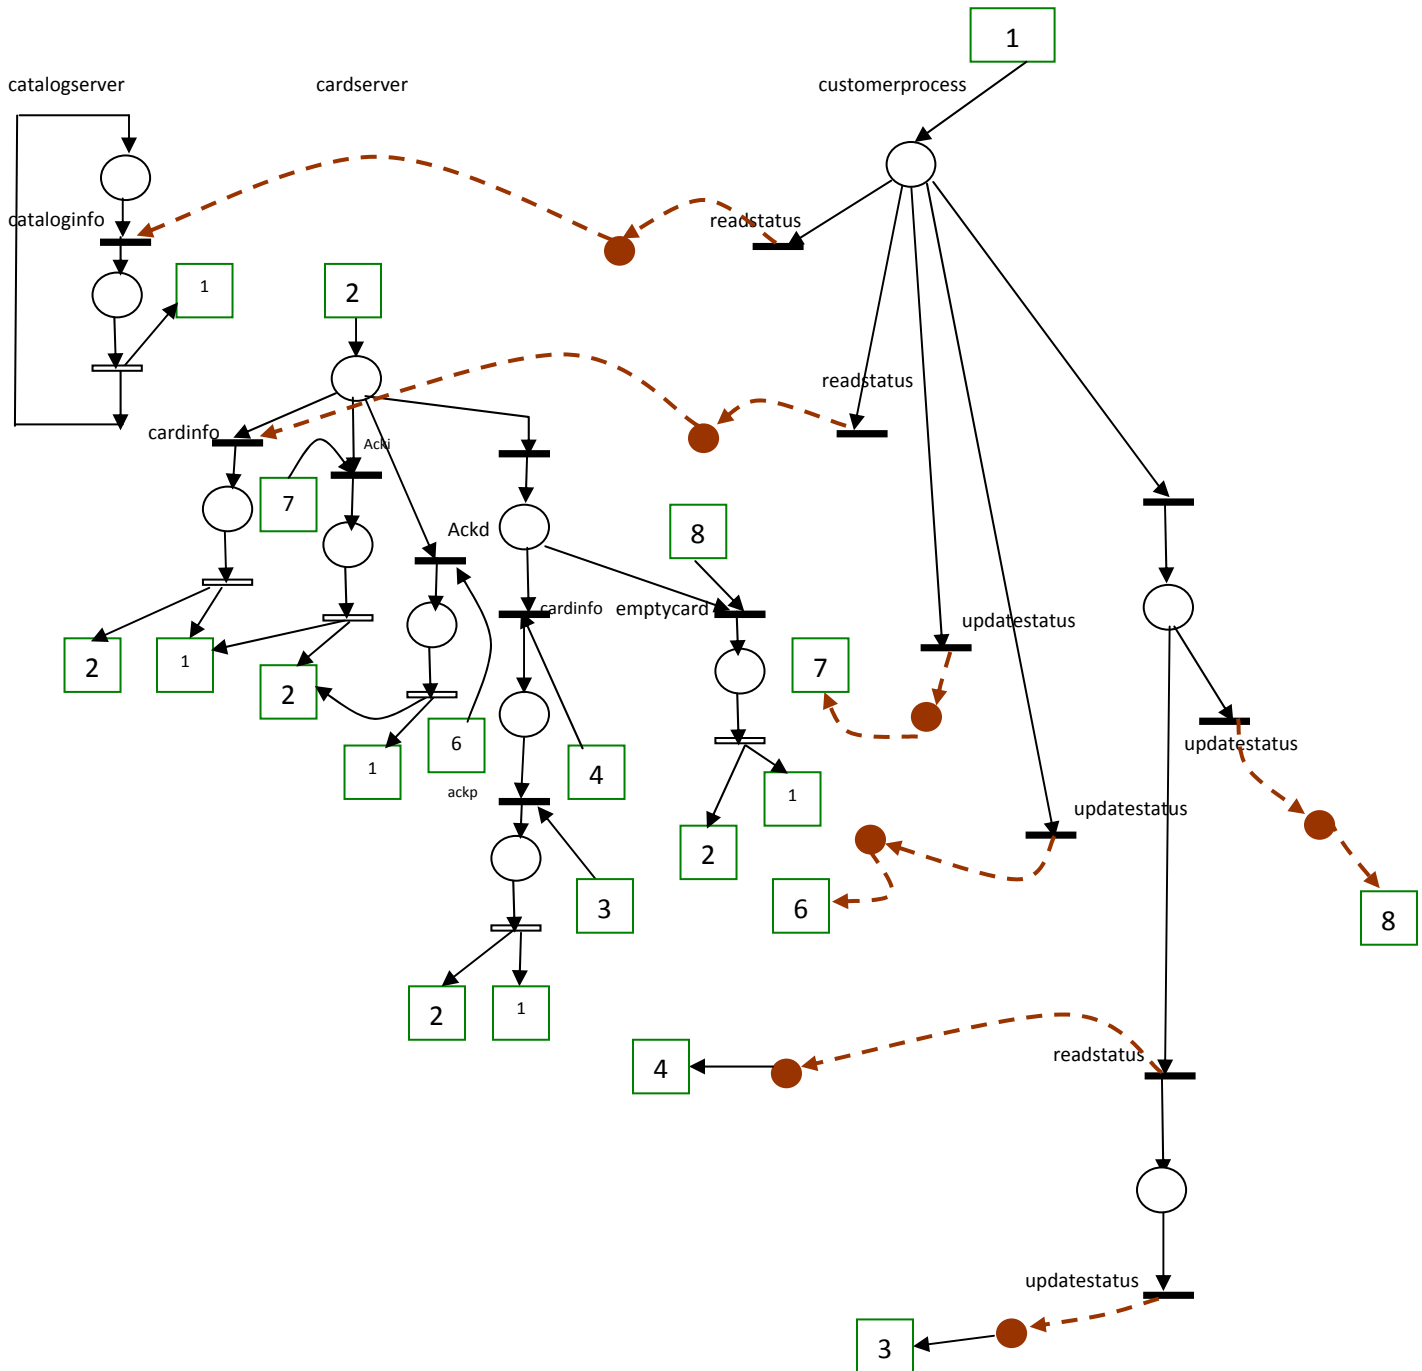 1
catalogserver
cardserver
customerprocess
cataloginfo
readstatus
1
2
readstatus
cardinfo
Acki
7
Ackd
8
cardinfo
emptycard
updatestatus
2
1
2
7
6
1
4
ackp
1
2
updatestatus
updatestatus
3
6
8
2
1
4
readstatus
updatestatus
3